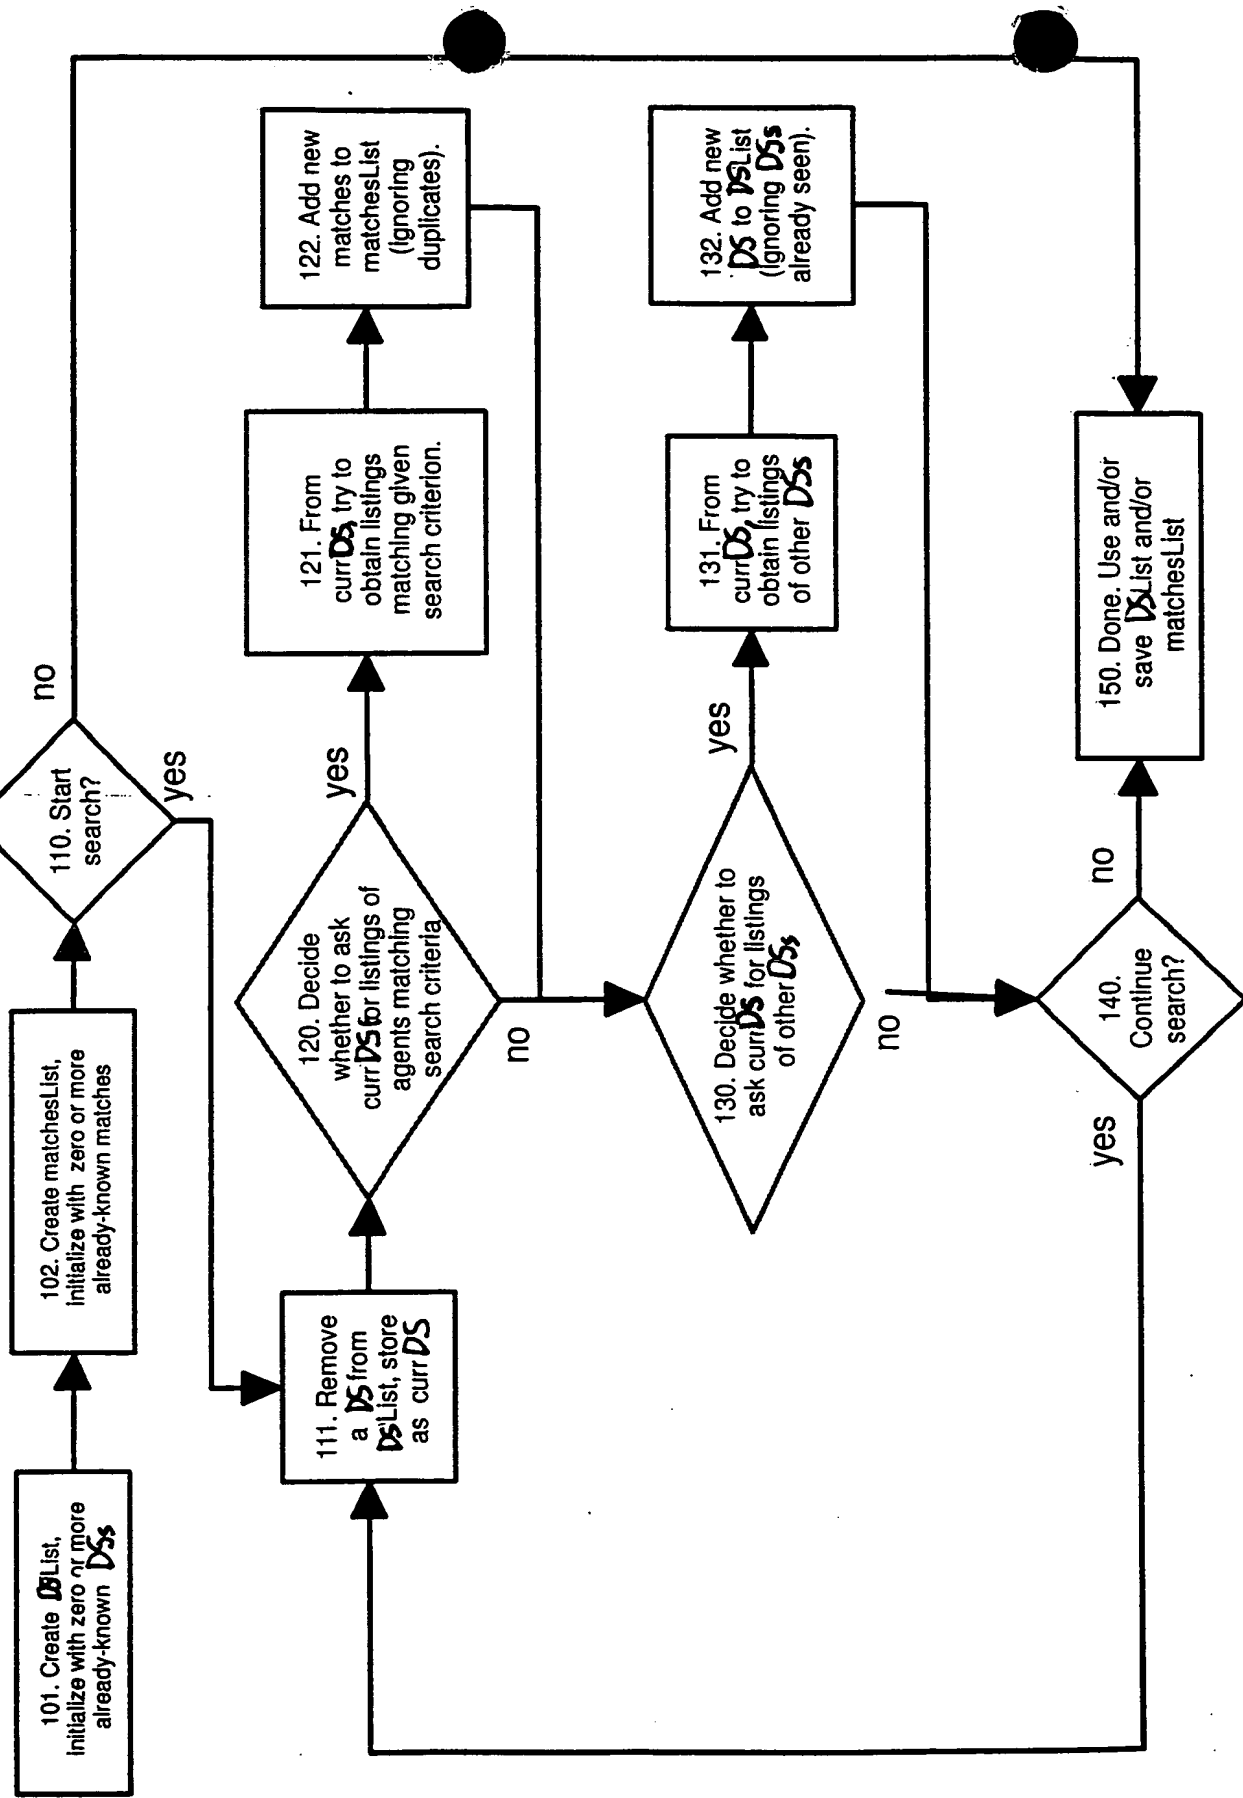 101. Create DSList,
initialize with zero or more
already-known DSs
102. Create matchesList,
initialize with zero or more
already-known matches
110. Start
search?
no
yes
111. Remove
a DS from
DSList, store
as currDS
120. Decide
whether to ask
currDS for listings of
agents matching
search criteria
yes
no
121. From
currDS, try to
obtain listings
matching given
search criterion.
122. Add new
matches to
matchesList
(ignoring
duplicates).
130. Decide whether to
ask currDS for listings
of other DSs
yes
no
131. From
currDS, try to
obtain listings
of other DSs
132. Add new
DS to DSList
(ignoring DSs
already seen).
140.
Continue
search?
yes
no
150. Done. Use and/or
save DSList and/or
matchesList